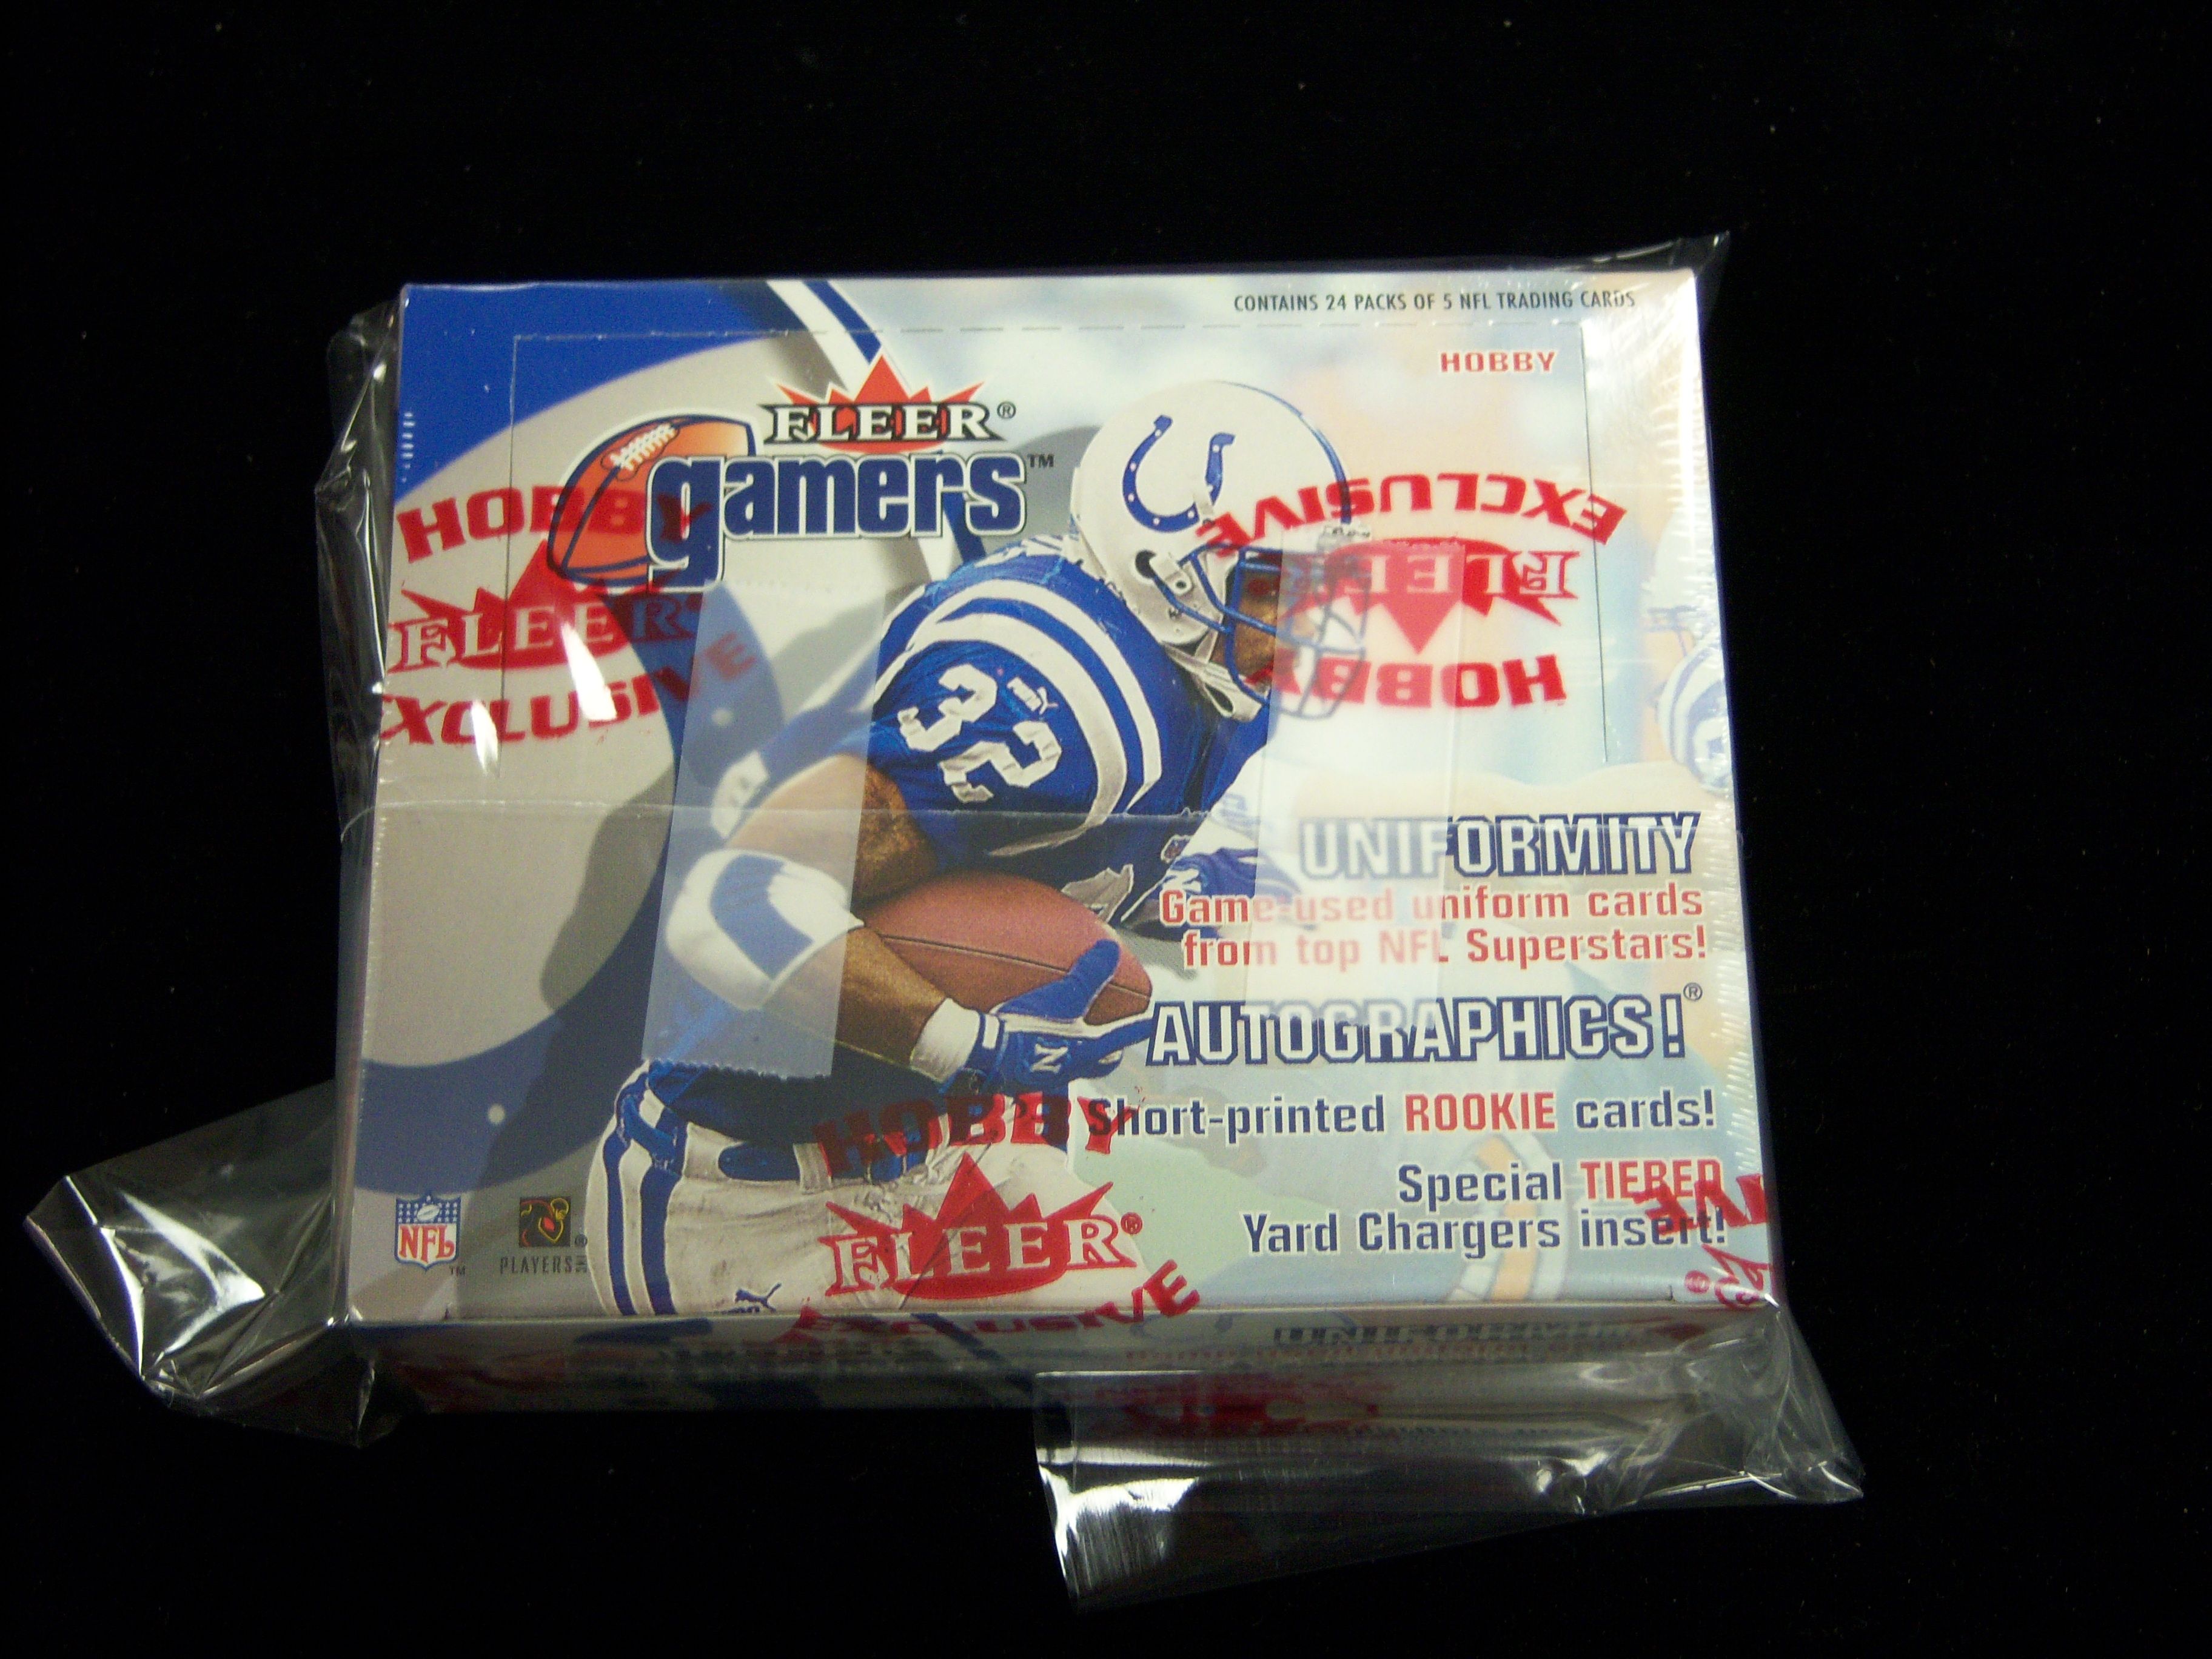 CONTAINS 24 PACKS OF 5 NFL TRADING CARDS
HOBBY
FLEER®
gamers™
HOBBY
FLEER
EXCLUSIVE
HOBBY
FLEER
EXCLUSIVE
32
UNIFORMITY
Game-used uniform cards
from top NFL Superstars!
AUTOGRAPHICS!®
Short-printed ROOKIE cards!
Special TIERED
Yard Chargers insert!
HOBBY
FLEER®
EXCLUSIVE
NFL
PLAYERS
UNIFORMITY